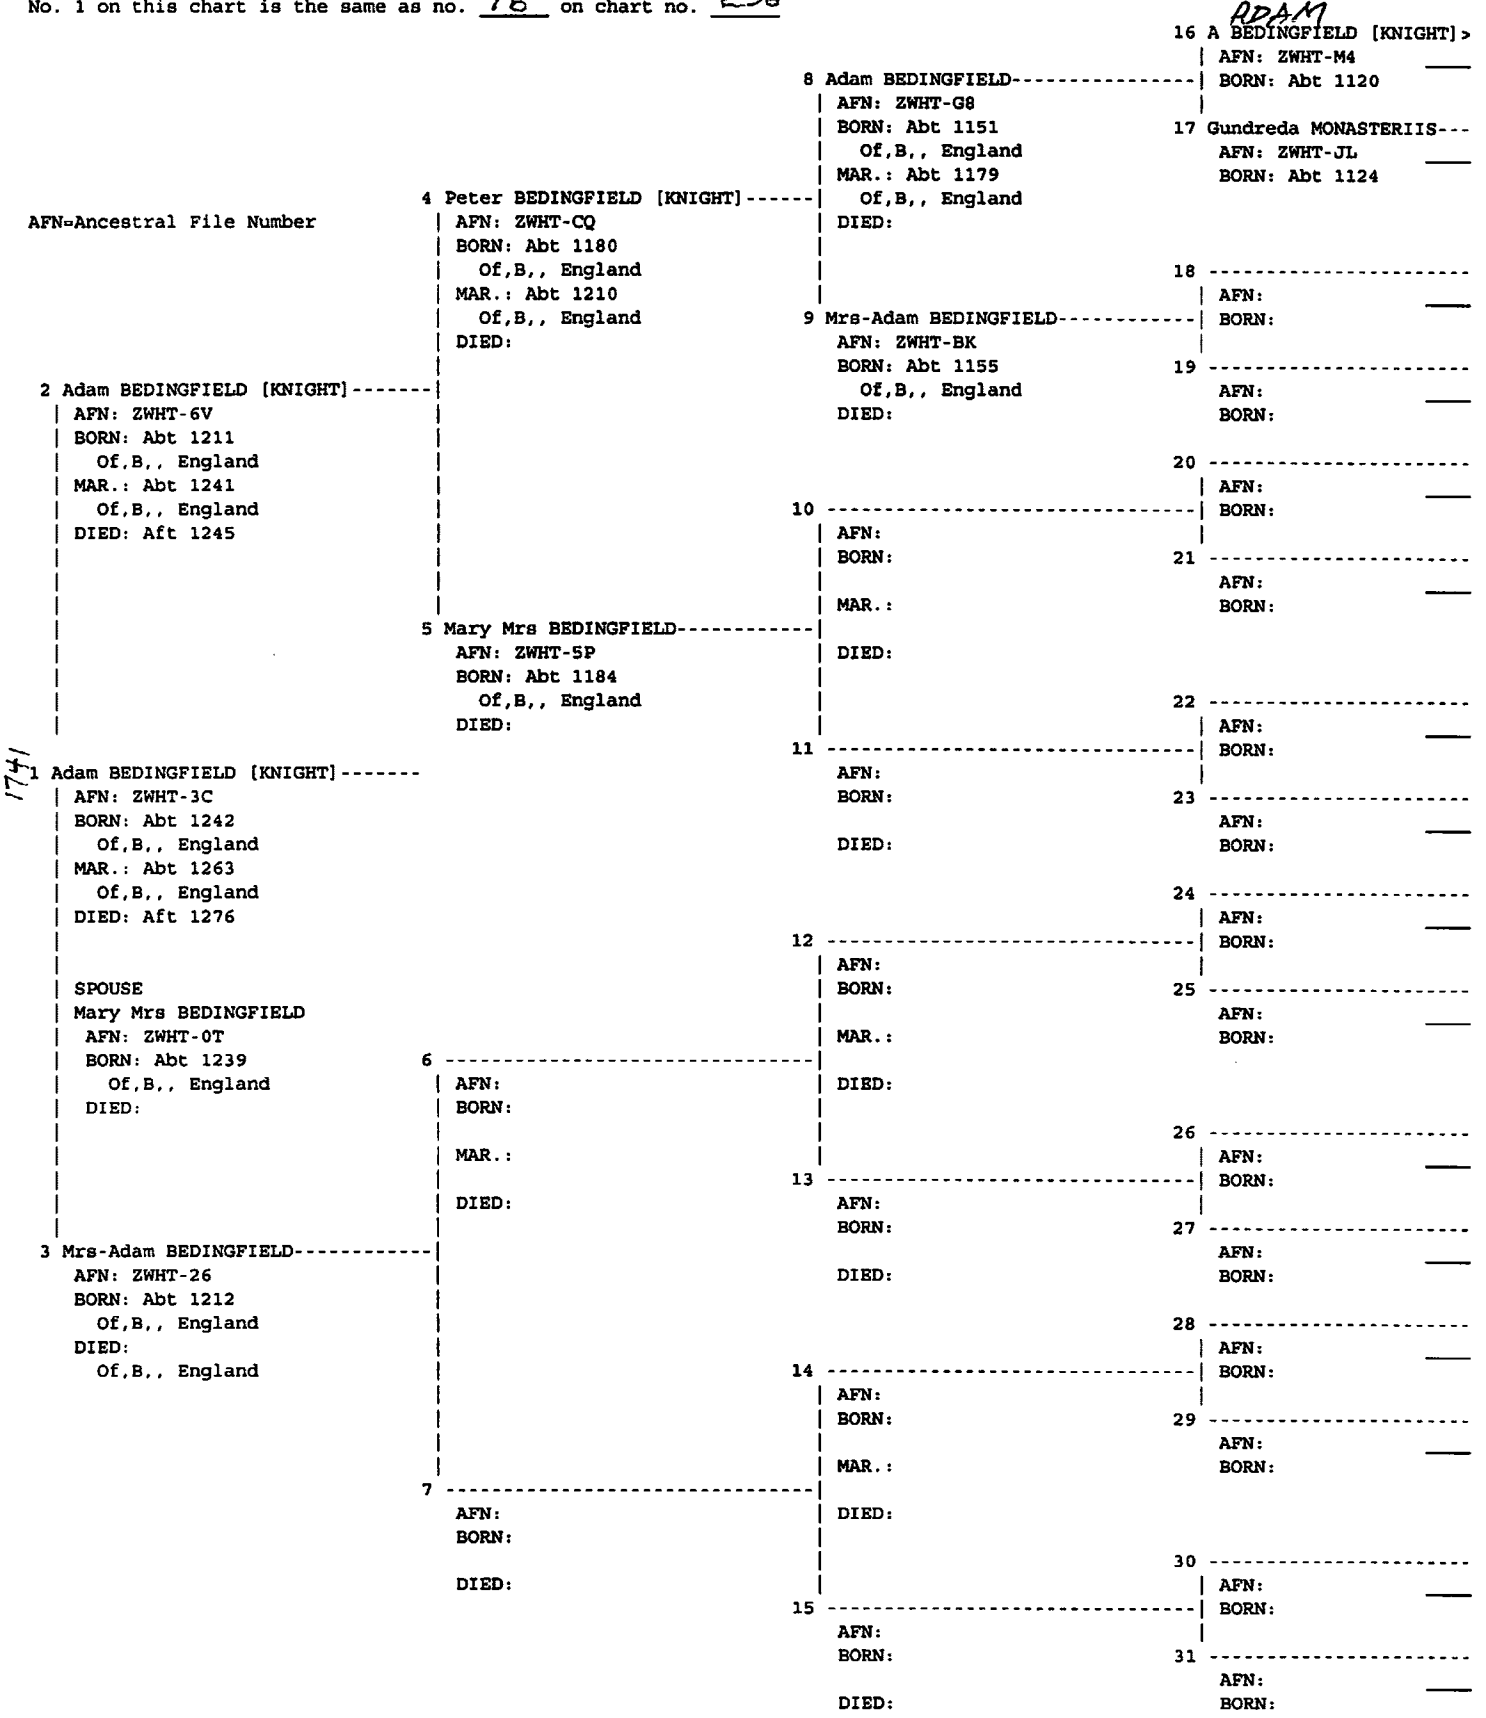 No. 1 on this chart is the same as no. on chart no.
AFN=Ancestral File Number
1741
1 Adam BEDINGFIELD [KNIGHT]-------
AFN: ZWHT-3C
BORN: Abt 1242
Of,B,, England
MAR.: Abt 1263
Of,B,, England
DIED: Aft 1276
SPOUSE
Mary Mrs BEDINGFIELD
AFN: ZWHT-0T
BORN: Abt 1239
Of,B,, England
DIED:
2 Adam BEDINGFIELD [KNIGHT]-------
AFN: ZWHT-6V
BORN: Abt 1211
Of,B,, England
MAR.: Abt 1241
Of,B,, England
DIED: Aft 1245
3 Mrs-Adam BEDINGFIELD------------
AFN: ZWHT-26
BORN: Abt 1212
Of,B,, England
DIED:
Of,B,, England
4 Peter BEDINGFIELD [KNIGHT]------
AFN: ZWHT-CQ
BORN: Abt 1180
Of,B,, England
MAR.: Abt 1210
Of,B,, England
DIED:
5 Mary Mrs BEDINGFIELD------------
AFN: ZWHT-5P
BORN: Abt 1184
Of,B,, England
DIED:
6
AFN:
BORN:
MAR.:
DIED:
7
AFN:
BORN:
DIED:
8 Adam BEDINGFIELD----------------
AFN: ZWHT-G8
BORN: Abt 1151
Of,B,, England
MAR.: Abt 1179
Of,B,, England
DIED:
9 Mrs-Adam BEDINGFIELD------------
AFN: ZWHT-BK
BORN: Abt 1155
Of,B,, England
DIED:
10
AFN:
BORN:
MAR.:
DIED:
11
AFN:
BORN:
DIED:
12
AFN:
BORN:
MAR.:
DIED:
13
AFN:
BORN:
DIED:
14
AFN:
BORN:
MAR.:
DIED:
15
AFN:
BORN:
DIED:
ADAM
16 A BEDINGFIELD [KNIGHT]>
AFN: ZWHT-M4
BORN: Abt 1120
17 Gundreda MONASTERIIS---
AFN: ZWHT-JL
BORN: Abt 1124
18
AFN:
BORN:
19
AFN:
BORN:
20
AFN:
BORN:
21
AFN:
BORN:
22
AFN:
BORN:
23
AFN:
BORN:
24
AFN:
BORN:
25
AFN:
BORN:
26
AFN:
BORN:
27
AFN:
BORN:
28
AFN:
BORN:
29
AFN:
BORN:
30
AFN:
BORN:
31
AFN:
BORN: